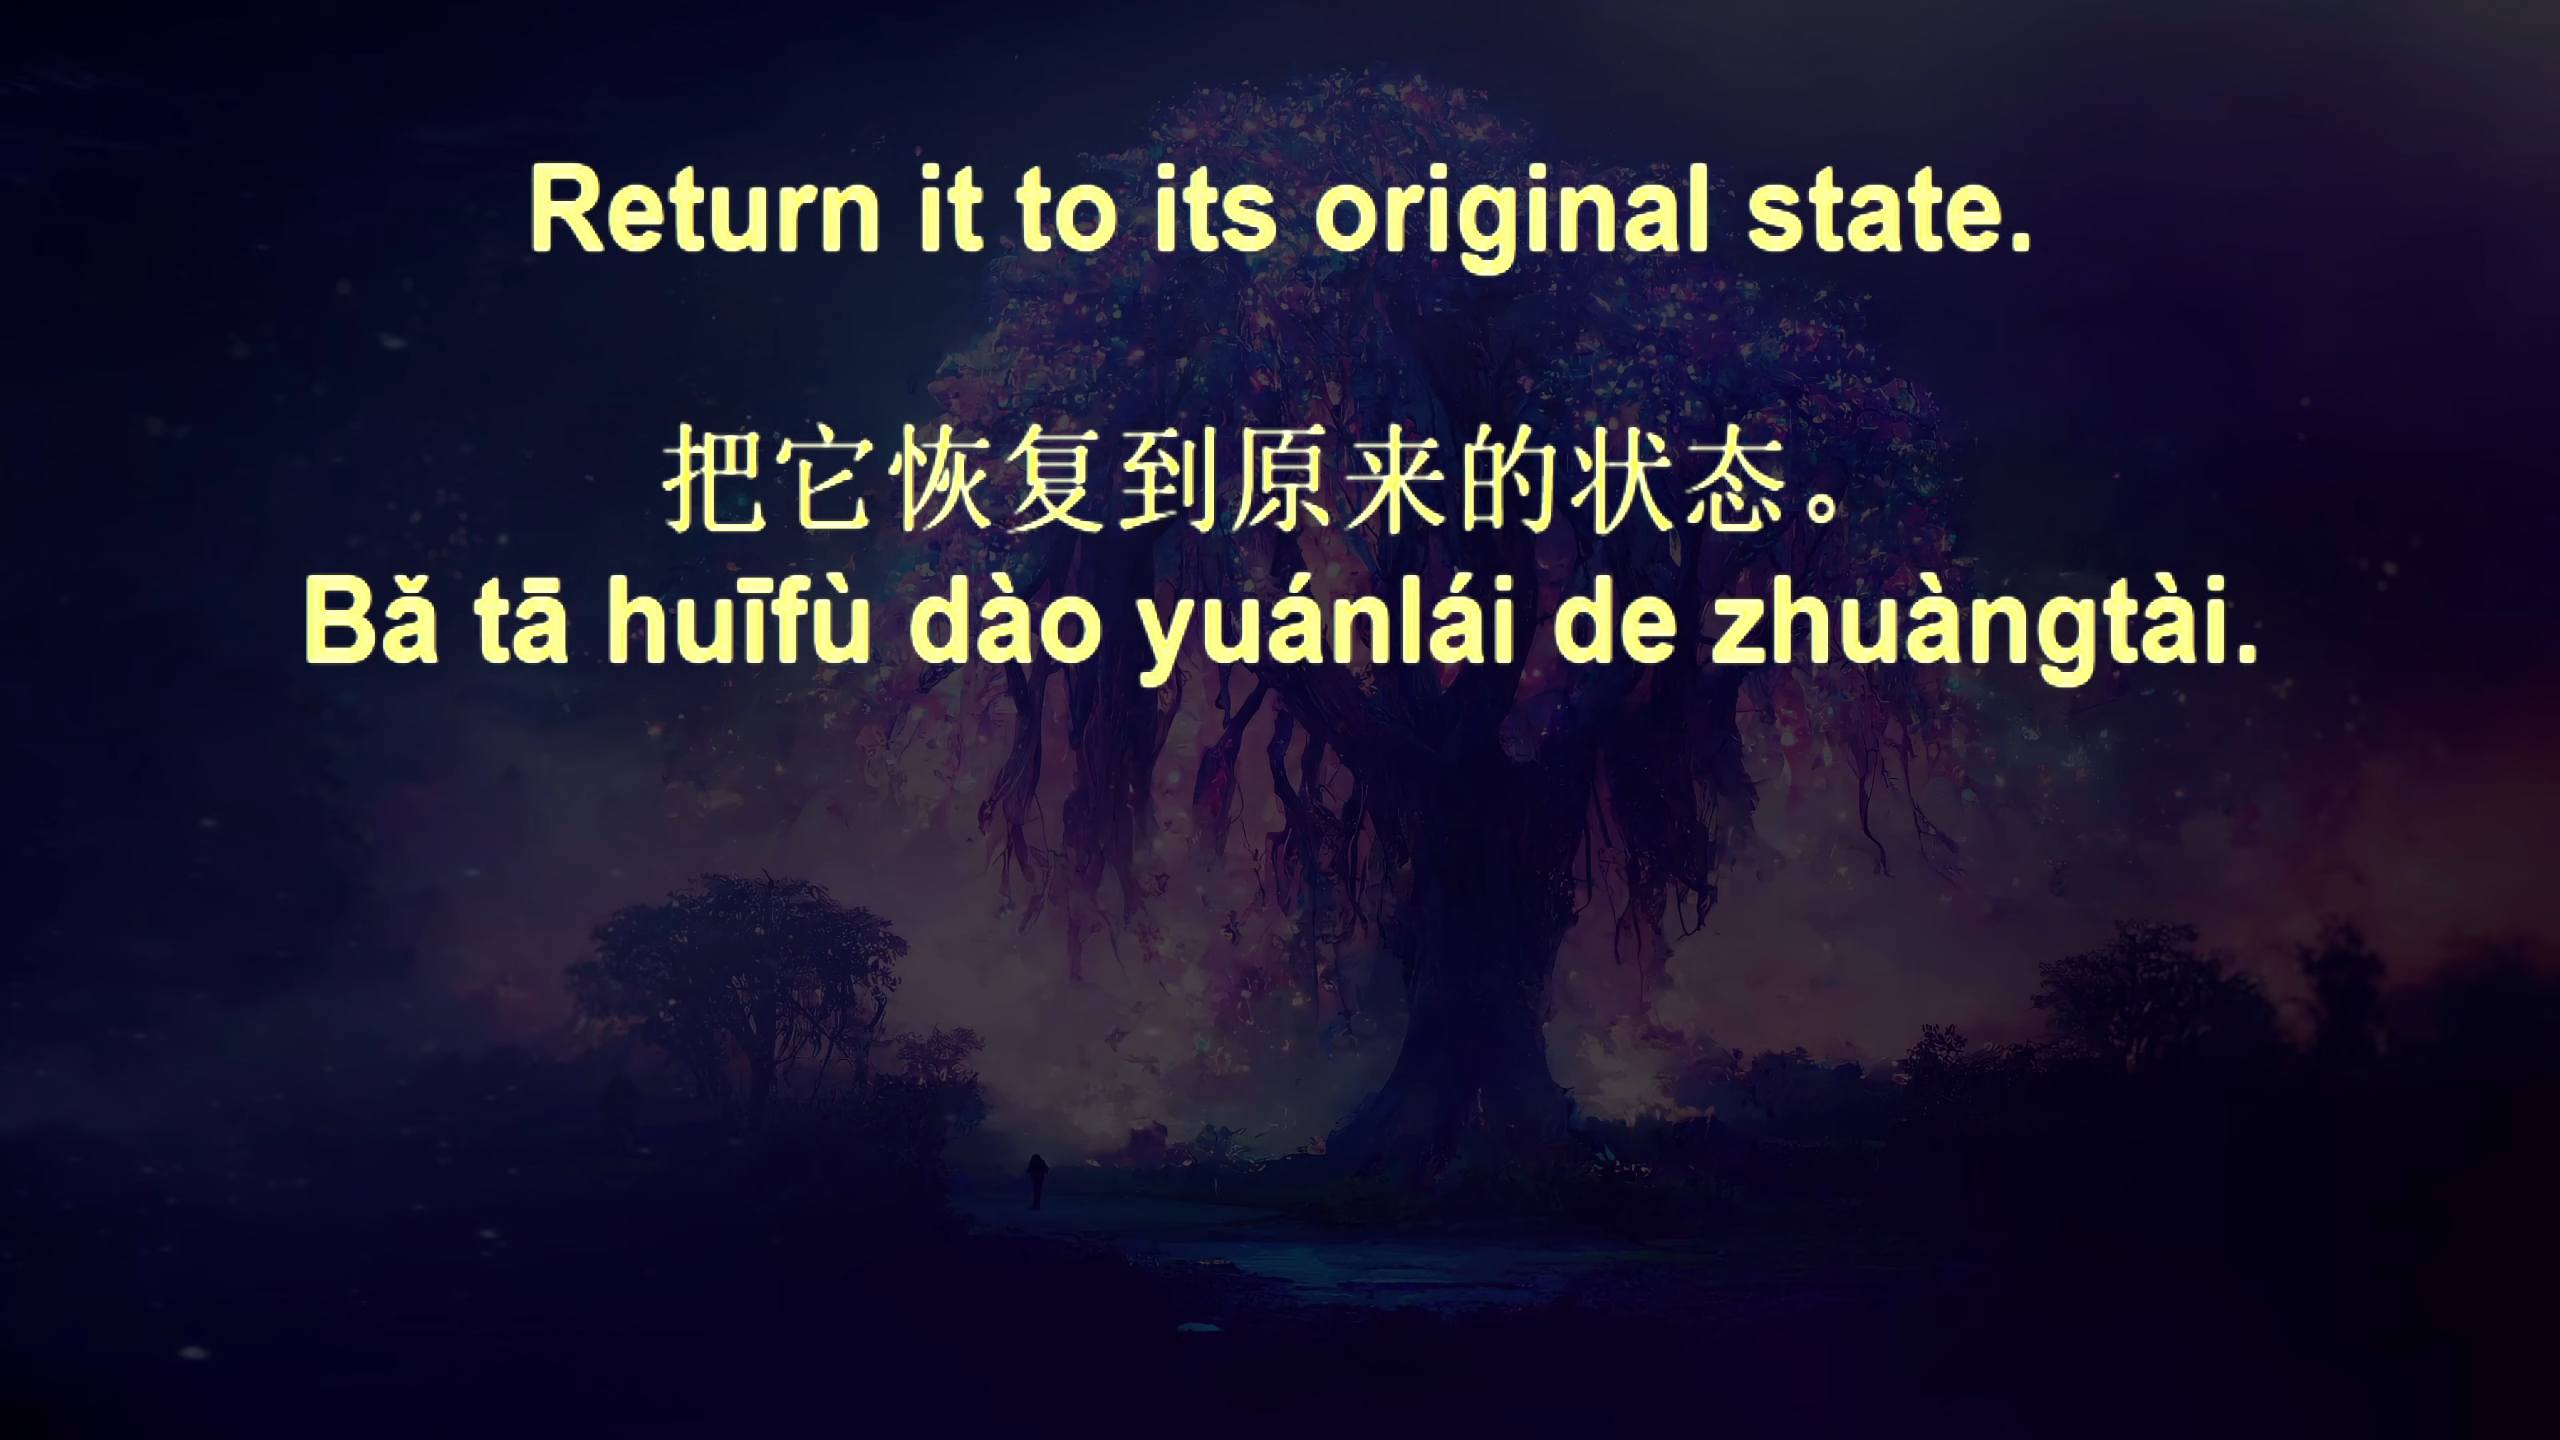 Return it to its original state.
把它恢复到原来的状态。
Bǎ tā huīfù dào yuánlái de zhuàngtài.